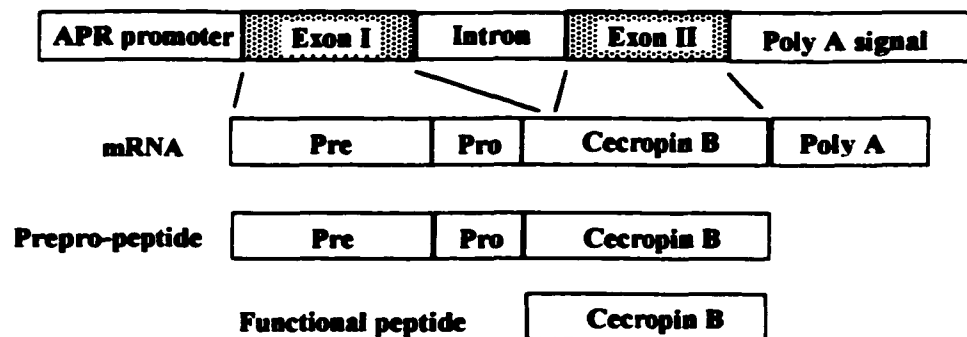 APR promoter Exon I Intron Exon II Poly A signal
mRNA Pre Pro Cecropin B Poly A
Prepro-peptide Pre Pro Cecropin B
Functional peptide Cecropin B